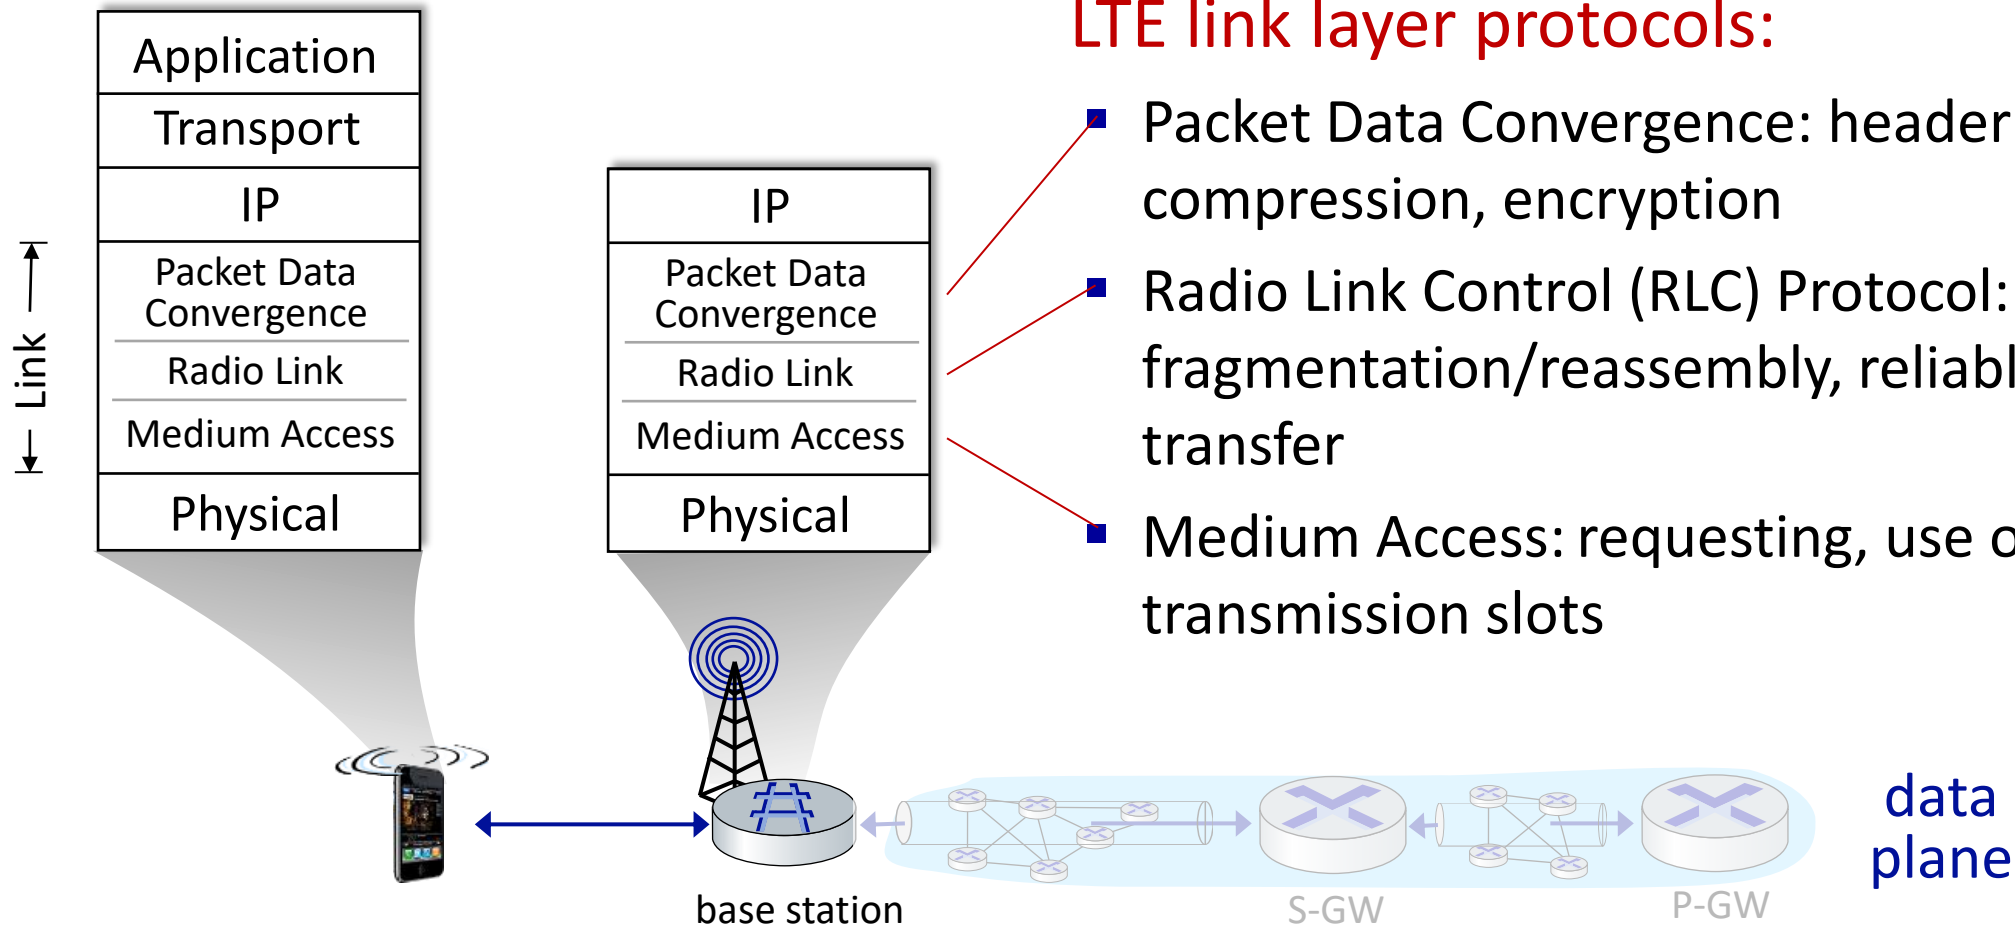 Application
Transport
IP
Packet Data
Convergence
Radio Link
Medium Access
Physical
Link
IP
Packet Data
Convergence
Radio Link
Medium Access
Physical
LTE link layer protocols:
Packet Data Convergence: header
compression, encryption
Radio Link Control (RLC) Protocol:
fragmentation/reassembly,
transfer
Medium Access: requesting, use
transmission slots
base station
S-GW
P-GW
data
plane